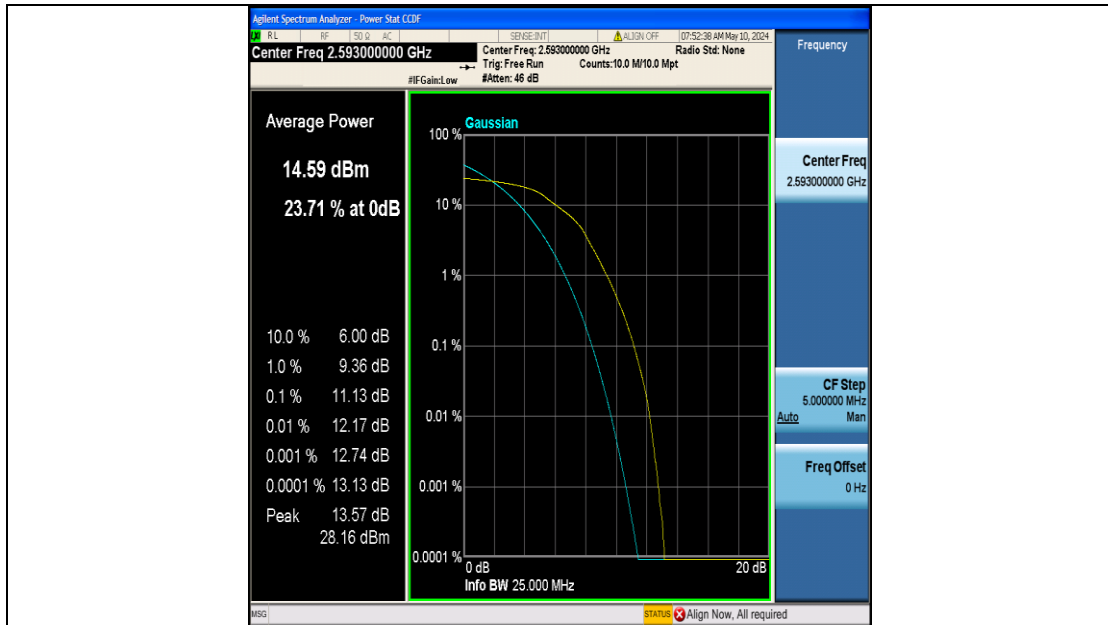 Agilent Spectrum Analyzer - Power Stat CCDF
RL RF 50 Ω AC SENSE:INT ALIGN OFF 07:52:38 AM May 10, 2024
Center Freq 2.593000000 GHz
Center Freq: 2.593000000 GHz Radio Std: None
Trig: Free Run Counts:10.0 M/10.0 Mpt
#IFGain:Low #Atten: 46 dB
Frequency
Average Power
14.59 dBm
23.71 % at 0dB
10.0 % 6.00 dB
1.0 % 9.36 dB
0.1 % 11.13 dB
0.01 % 12.17 dB
0.001 % 12.74 dB
0.0001 % 13.13 dB
Peak 13.57 dB
28.16 dBm
Gaussian
100 %
10 %
1 %
0.1 %
0.01 %
0.001 %
0.0001 %
0 dB 20 dB
Info BW 25.000 MHz
Center Freq
2.593000000 GHz
CF Step
5.000000 MHz
Auto Man
Freq Offset
0 Hz
MSG STATUS Align Now, All required